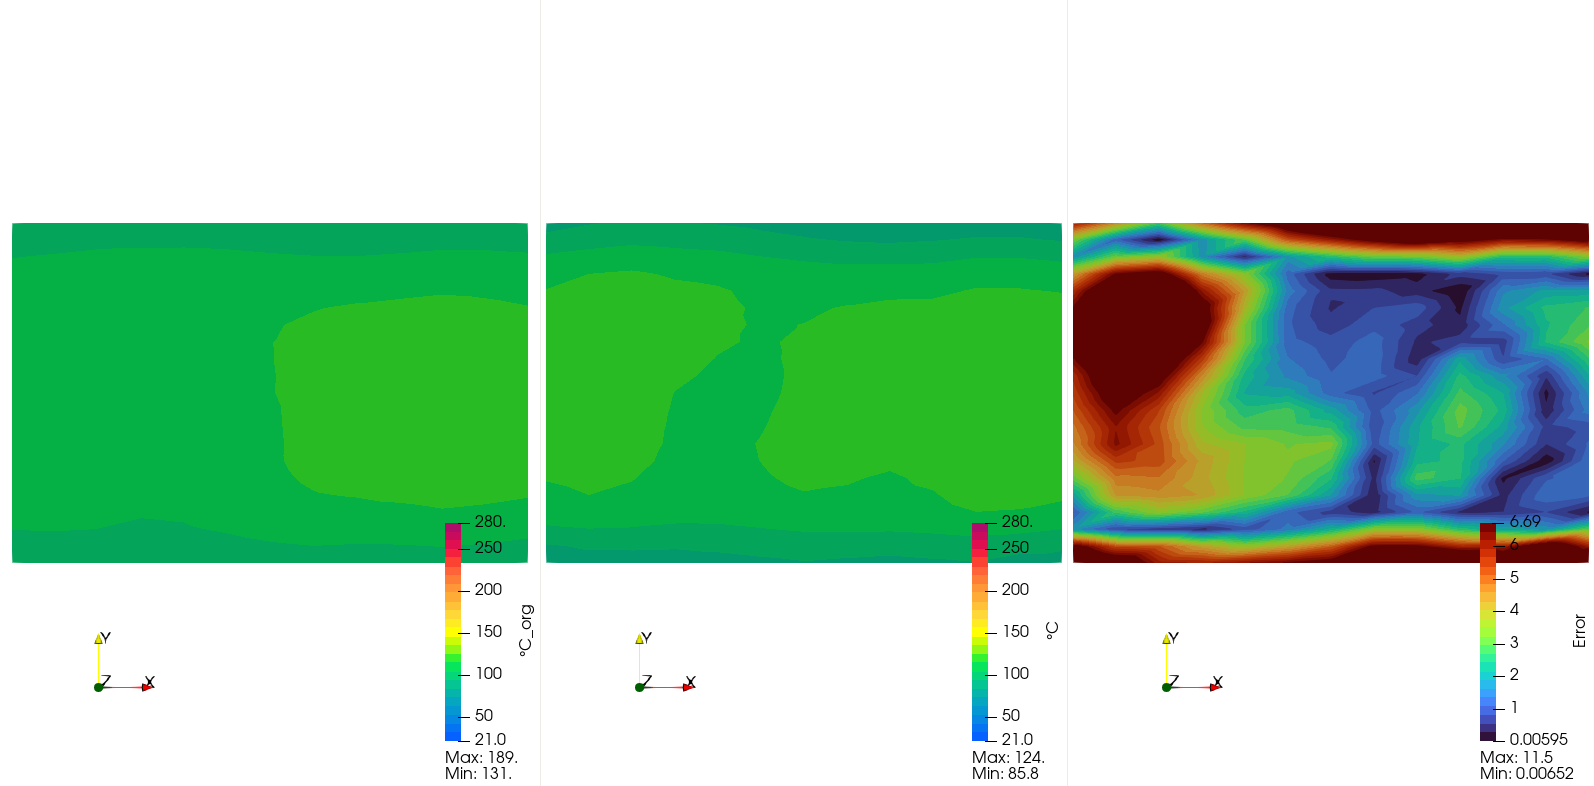 280.
250
200
150
100
50
21.0
°C_org
Max: 189.
Min: 131.
Y
Z
X
280.
250
200
150
100
50
21.0
°C
Max: 124.
Min: 85.8
Y
Z
X
6.69
6
5
4
3
2
1
0.00595
Error
Max: 11.5
Min: 0.00652
Y
Z
X